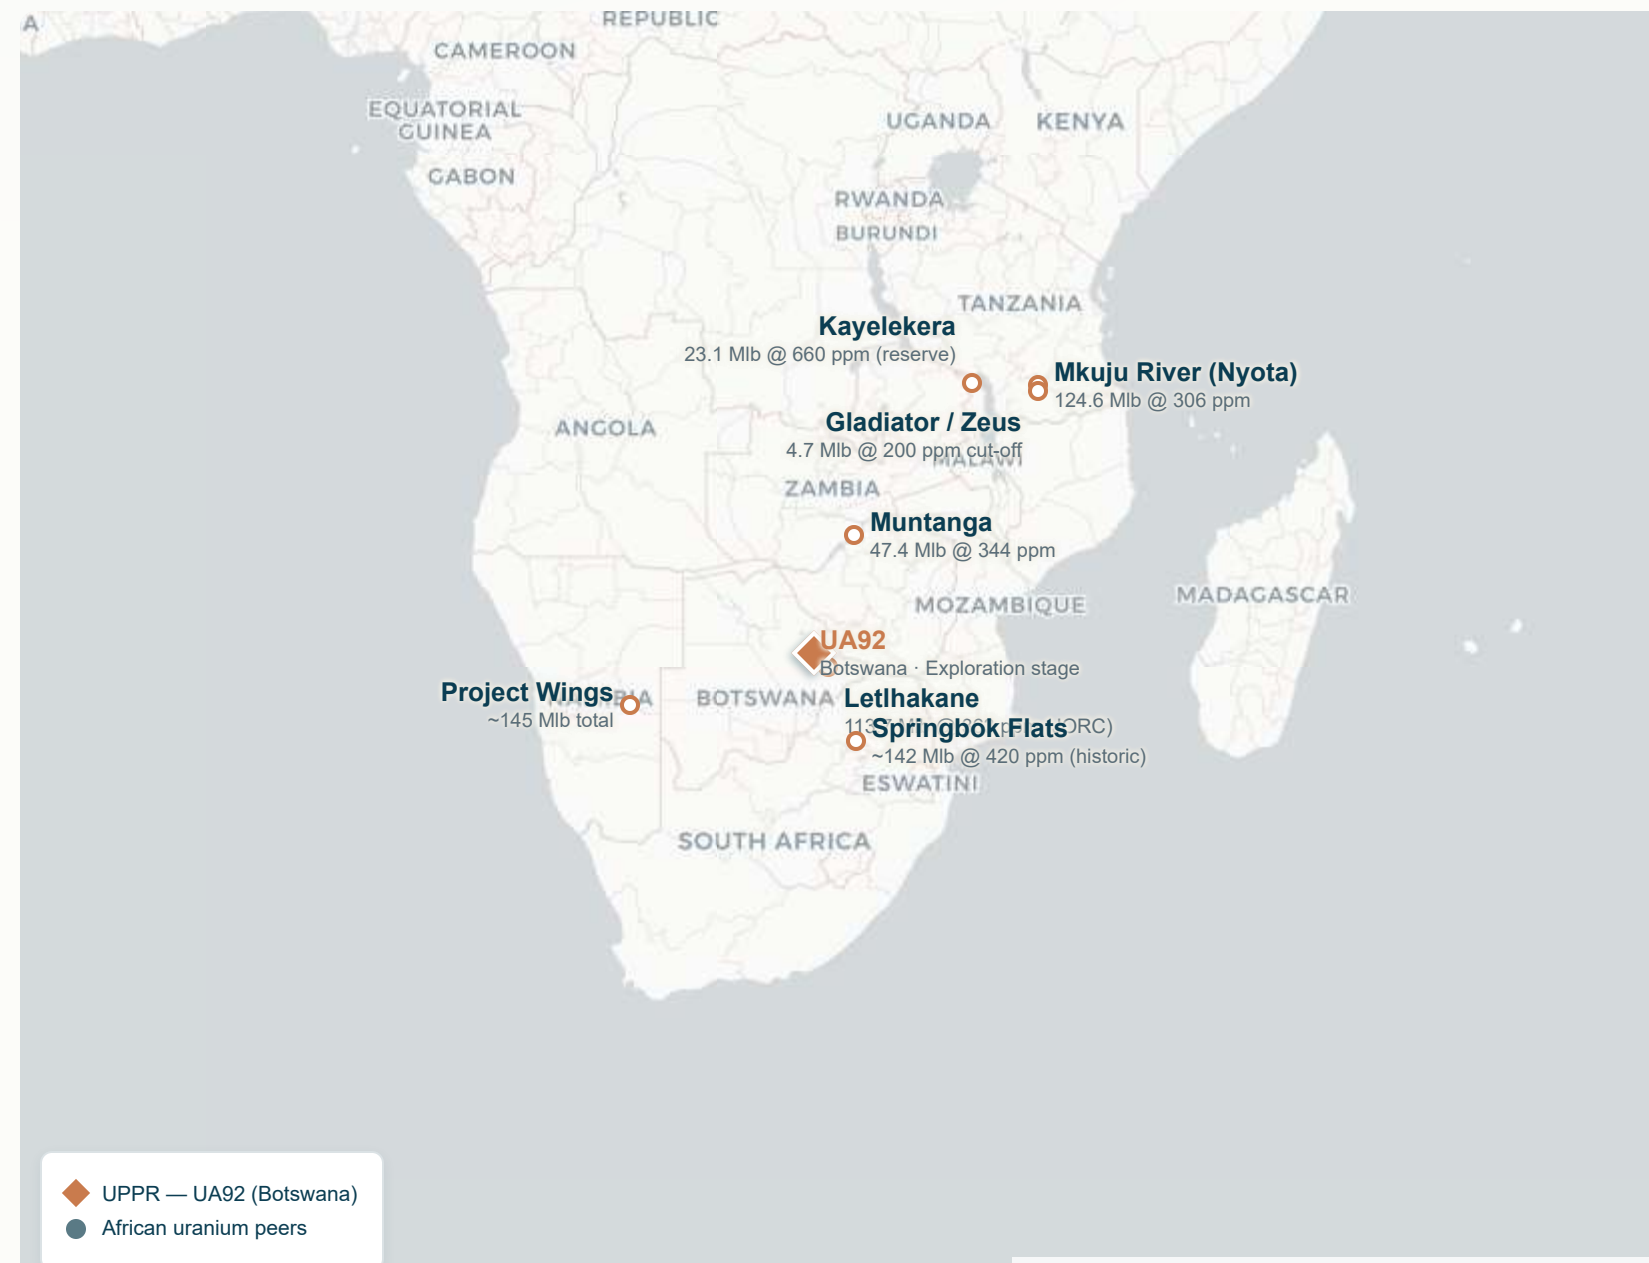 A
REPUBLIC
CAMEROON
EQUATORIAL
GUINEA
UGANDA
KENYA
GABON
RWANDA
BURUNDI
TANZANIA
Kayelekera
23.1 Mlb @ 660 ppm (reserve)
Mkuju River (Nyota)
124.6 Mlb @ 306 ppm
ANGOLA
Gladiator / Zeus
4.7 Mlb @ 200 ppm cut-off
MALAWI
ZAMBIA
Muntanga
47.4 Mlb @ 344 ppm
MOZAMBIQUE
MADAGASCAR
UA92
Botswana · Exploration stage
Project Wings
~145 Mlb total
BOTSWANA
Letlhakane
Springbok Flats
~142 Mlb @ 420 ppm (historic)
ESWATINI
SOUTH AFRICA
UPPR — UA92 (Botswana)
African uranium peers